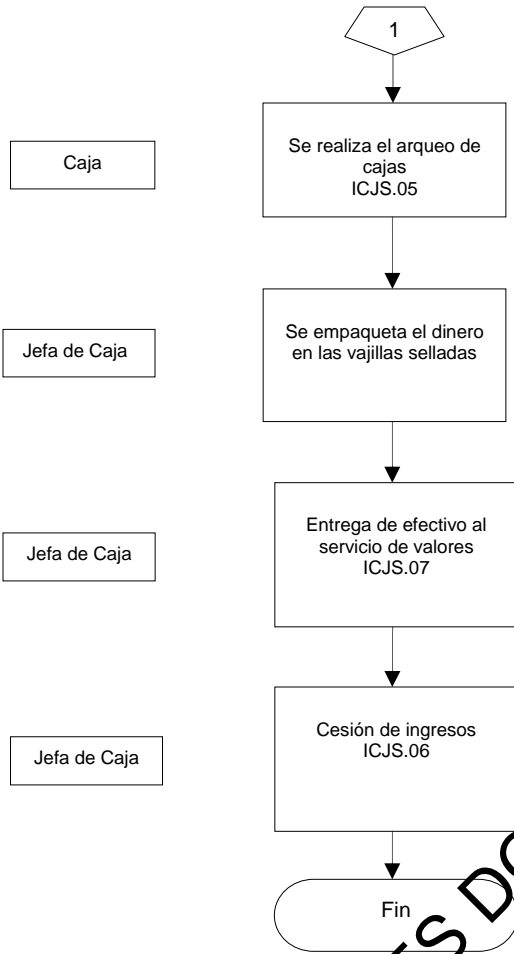 1
Caja
Se realiza el arqueo de
cajas
ICJS.05
Jefa de Caja
Se empaqueta el dinero
en las vajillas selladas
Jefa de Caja
Entrega de efectivo al
servicio de valores
ICJS.07
Jefa de Caja
Cesión de ingresos
ICJS.06
Fin